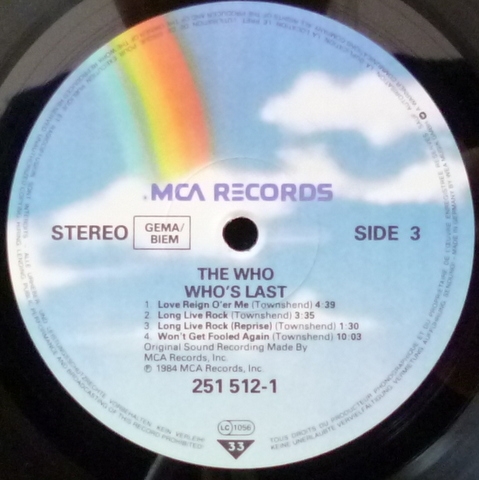 MCA RECORDS
STEREO
GEMA/
BIEM
SIDE 3
THE WHO
WHO'S LAST
1. Love Reign O'er Me (Townshend) 4:39
2. Long Live Rock (Townshend) 3:35
3. Long Live Rock (Reprise) (Townshend) 1:30
4. Won't Get Fooled Again (Townshend) 10:03
Original Sound Recording Made By
MCA Records, Inc.
℗ 1984 MCA Records, Inc.
251 512-1
LC 1056
33